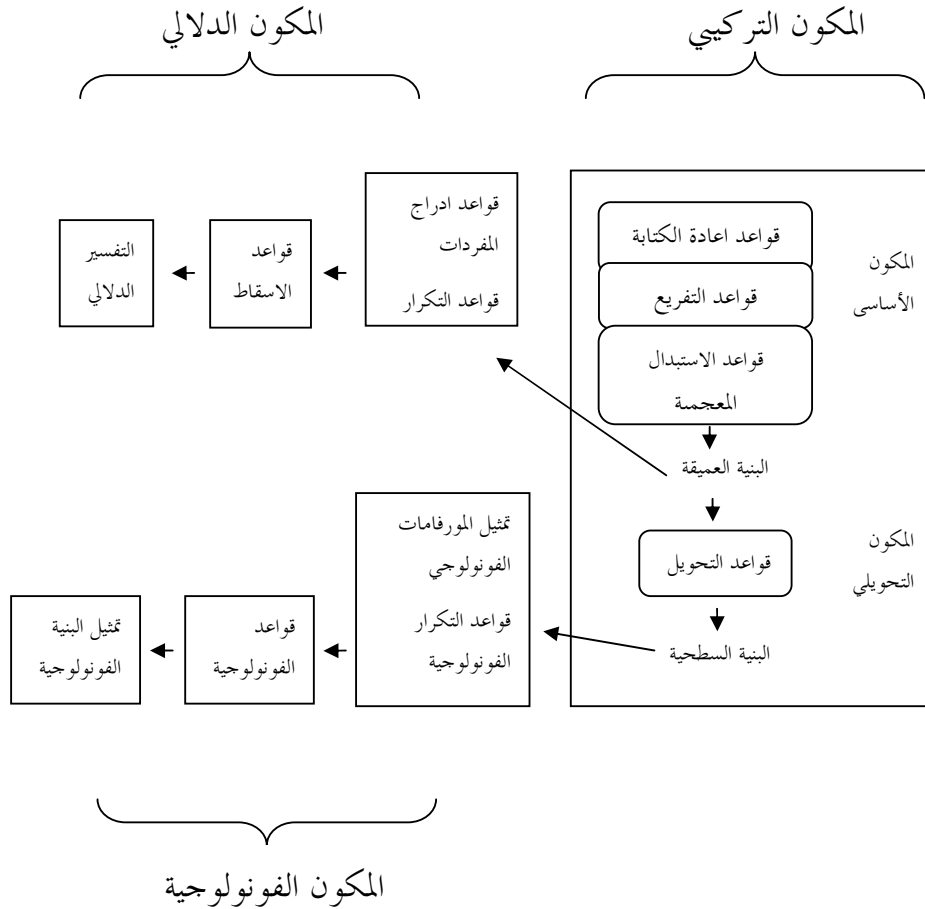 المكون التركيبي
المكون الدلالي
قواعد اعادة الكتابة
قواعد التفريع
قواعد الاستبدال
المعجمىة
المكون
الأساسى
البنية العميقة
قواعد التحويل
المكون
التحويلي
البنية السطحية
قواعد ادراج
المفردات
قواعد التكرار
قواعد
الاسقاط
التفسير
الدلالي
تمثيل المورفامات
الفونولوجي
قواعد التكرار
الفونولوجية
قواعد
الفونولوجية
تمثيل البنية
الفونولوجية
المكون الفونولوجية